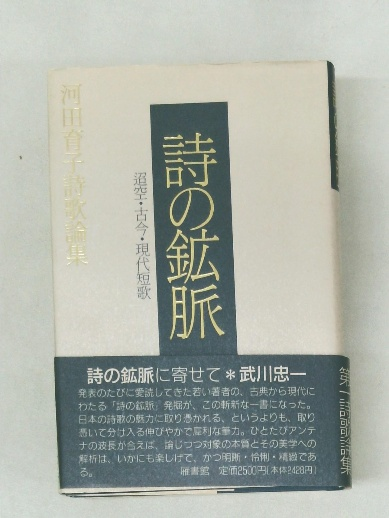 詩の鉱脈
迢空・古今・現代短歌
河田育子詩歌論集
詩の鉱脈に寄せて＊武川忠一
発表のたびに愛読してきた若い著者の、古典から現代に
わたる「詩の鉱脈」発掘が、この斬新な一書になった。
日本の詩歌の魅力に取り憑かれる、というよりも、取り
憑いて分け入る伸びやかで犀利な筆力。ひとたびアンテ
ナの波長が合えば、論じつつ対象の本質とその美学への
解析は、いかにも楽しげで、かつ明晰・怜悧・精緻であ
る。
雁書館 定価2500円(本体2428円)
第一詩歌論集